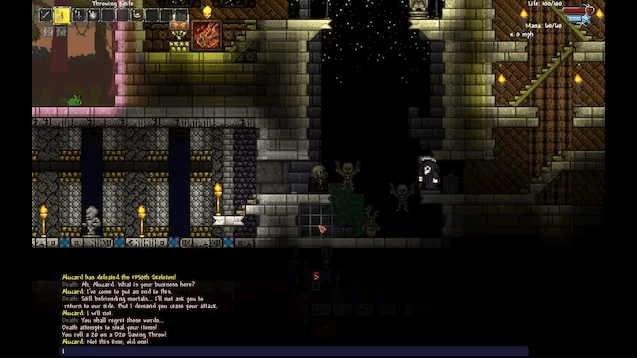 Throwing Knife
Life: 100/100
Mana: 60/60
0 mph
5
Alucard has defeated the 1750th Skeleton!
Death: Ah, Alucard. What is your business here?
Alucard: I've come to put an end to this.
Death: Still befriending mortals... I'll not ask you to
return to our side. But I demand you cease your attack.
Alucard: I will not.
Death: You shall regret those words...
Death attempts to steal your items!
You roll a 20 on a D20 Saving Throw!
Alucard: Not this time, old one!